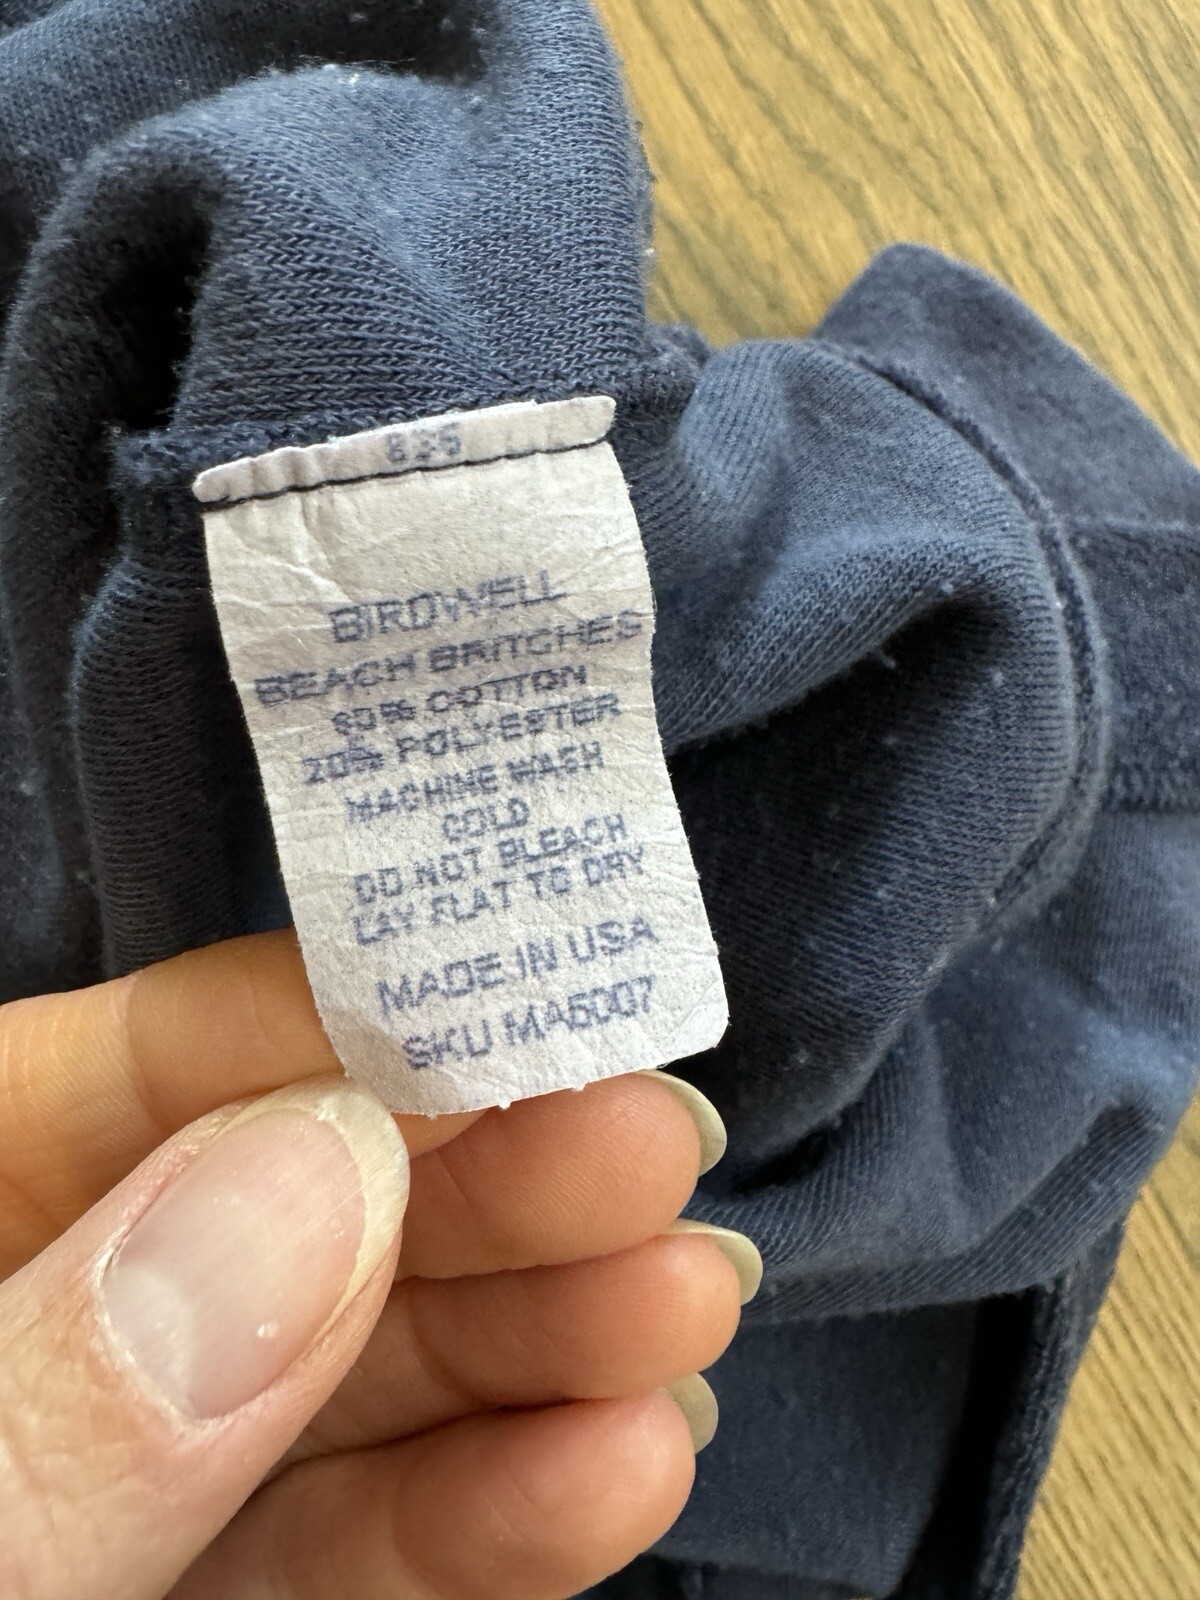 BIRDWELL
BEACH BRITCHES
80% COTTON
20% POLYESTER
MACHINE WASH
COLD
DO NOT BLEACH
LAY FLAT TO DRY
MADE IN USA
SKU MA5007